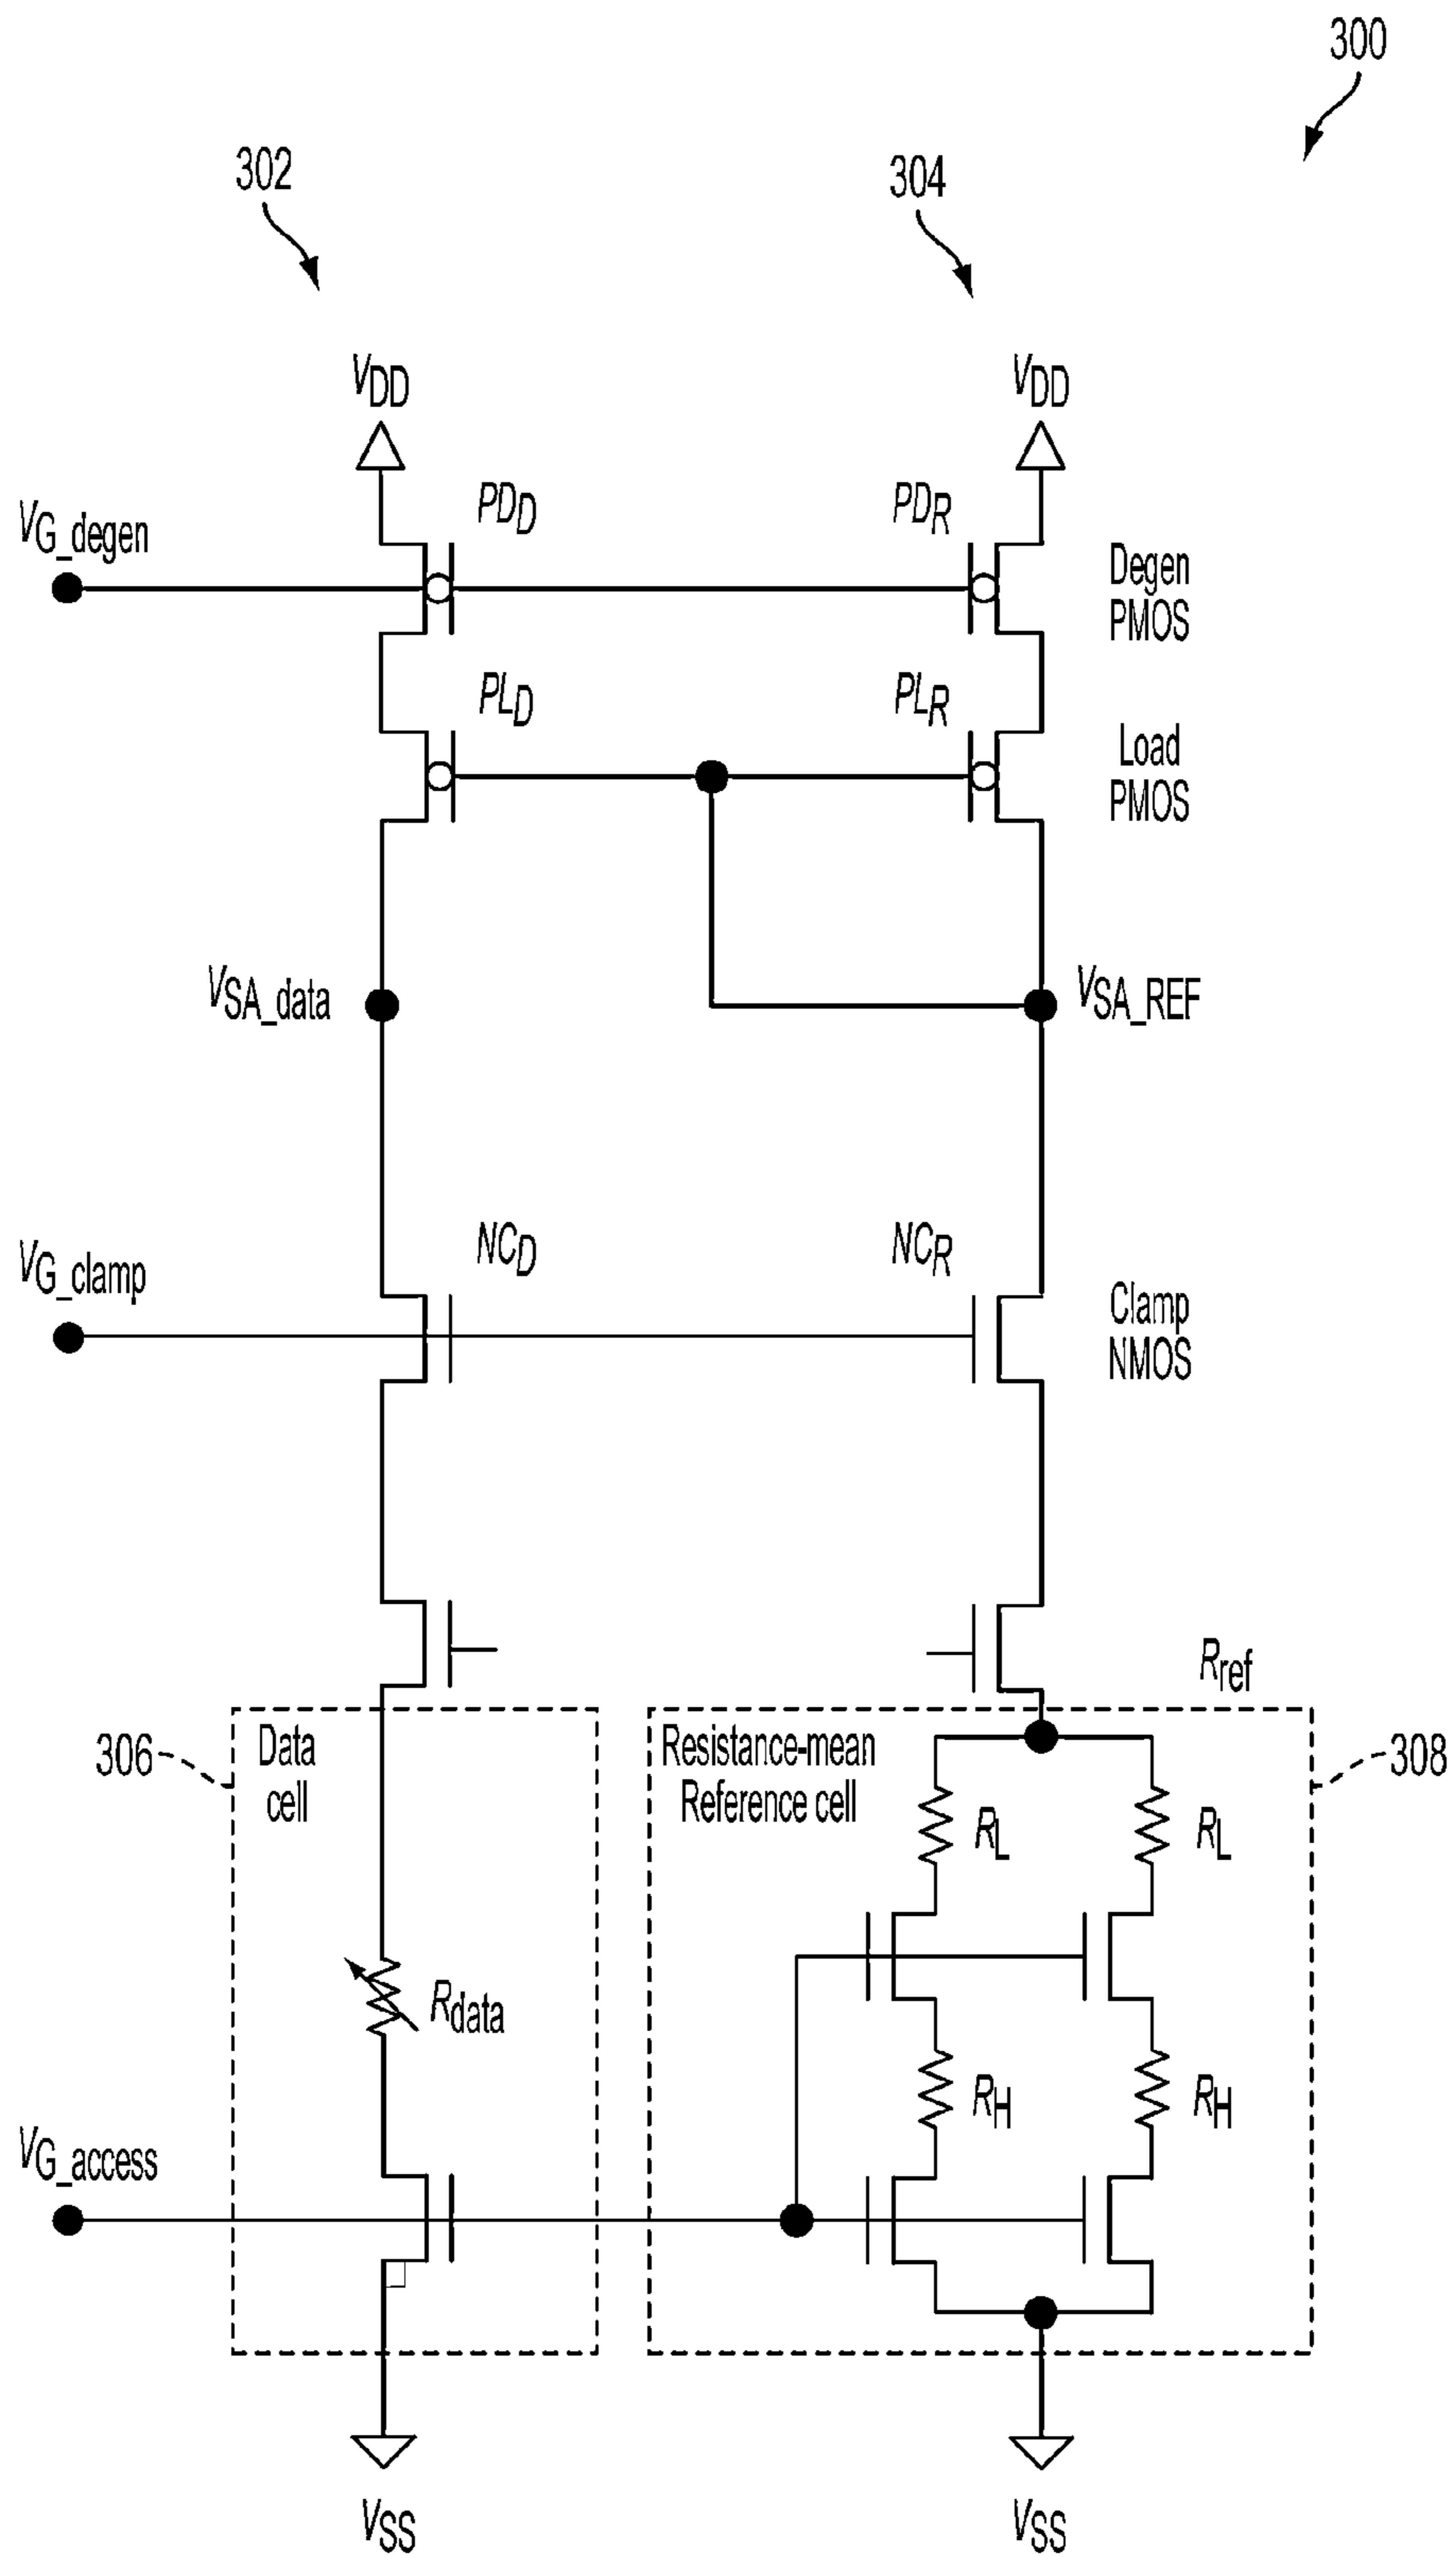 300
302
304
VDD
VDD
VG_degen
PDD
PDR
Degen
PMOS
PLD
PLR
Load
PMOS
VSA_data
VSA_REF
VG_clamp
NCD
NCR
Clamp
NMOS
Rref
306
Data
cell
Resistance-mean
Reference cell
308
RL
RL
Rdata
RH
RH
VG_access
VSS
VSS